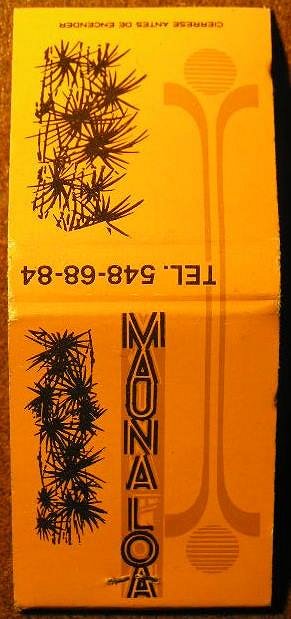 CIERRESE ANTES DE ENCENDER
TEL. 548-68-84
MAUNA LOA